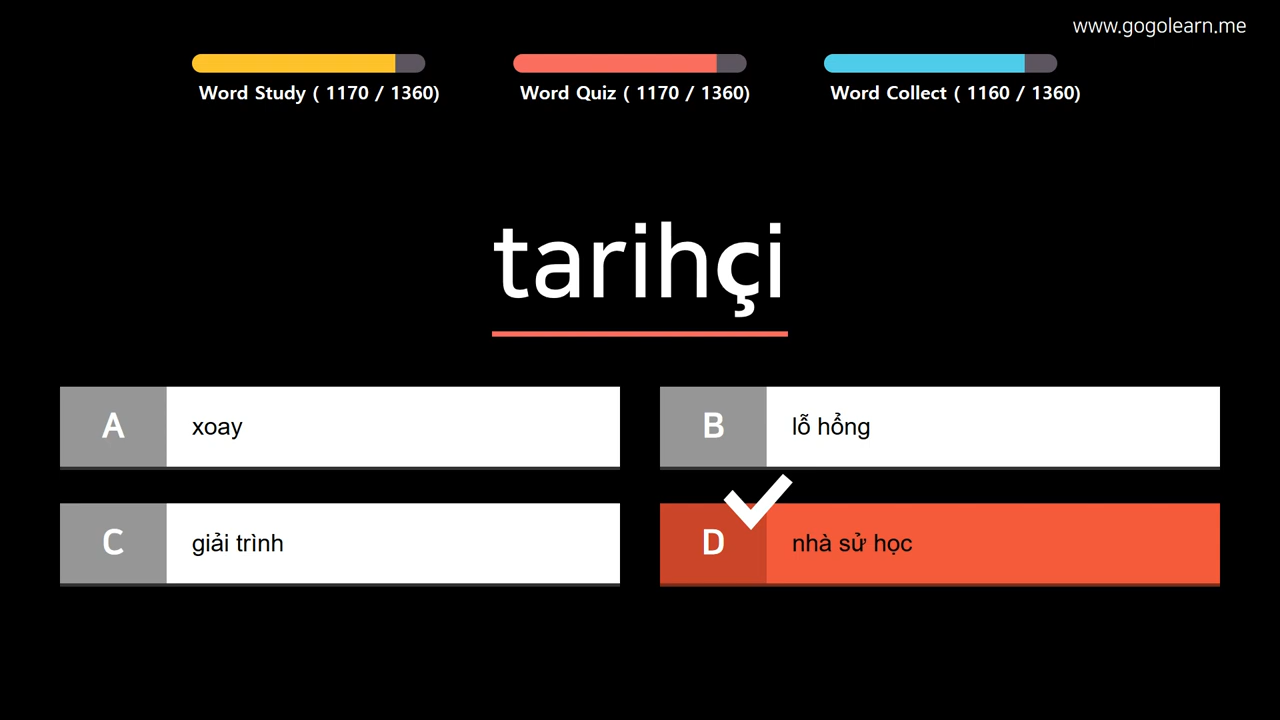 www.gogolearn.me
Word Study ( 1170 / 1360)
Word Quiz ( 1170 / 1360)
Word Collect ( 1160 / 1360)
tarihçi
A xoay
B lỗ hổng
C giải trình
D nhà sử học